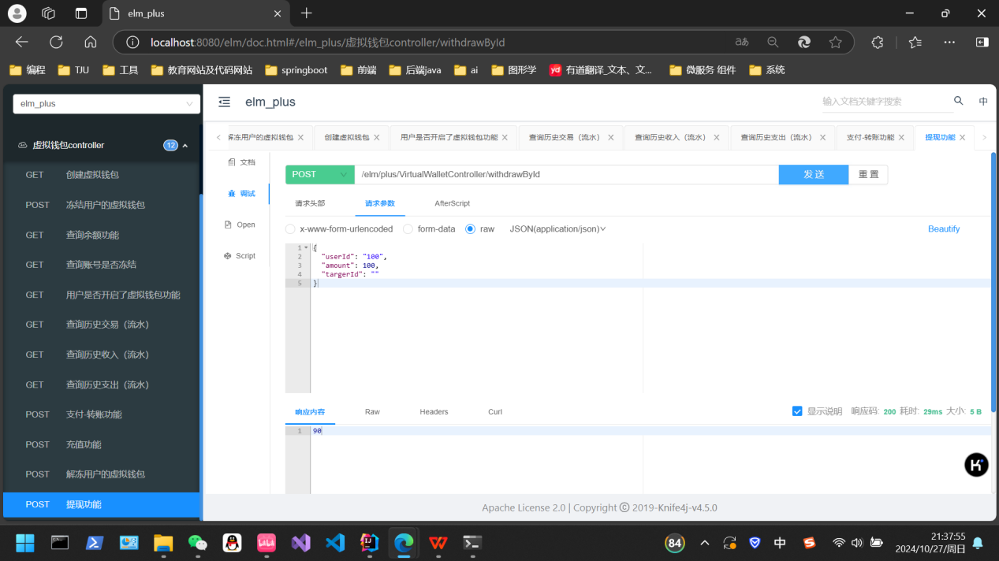 elm_plus
localhost:8080/elm/doc.html#/elm_plus/虚拟钱包controller/withdrawById
编程 TJU 工具 教育网站及代码网站 springboot 前端 后端java ai 图形学 有道翻译_文本、文... 微服务 组件 系统
elm_plus
elm_plus
输入文档关键字搜索
中
虚拟钱包controller 12
GET 创建虚拟钱包
POST 冻结用户的虚拟钱包
GET 查询余额功能
GET 查询账号是否冻结
GET 用户是否开启了虚拟钱包功能
GET 查询历史交易（流水）
GET 查询历史收入（流水）
GET 查询历史支出（流水）
POST 支付-转账功能
POST 充值功能
POST 解冻用户的虚拟钱包
POST 提现功能
解冻用户的虚拟钱包 创建虚拟钱包 用户是否开启了虚拟钱包功能 查询历史交易（流水） 查询历史收入（流水） 查询历史支出（流水） 支付-转账功能 提现功能
文档
调试
Open
Script
POST /elm/plus/VirtualWalletController/withdrawById 发 送 重 置
请求头部 请求参数 AfterScript
x-www-form-urlencoded form-data raw JSON(application/json) Beautify
1 {
2 "userId": "100",
3 "amount": 100,
4 "targerId": ""
5 }
响应内容 Raw Headers Curl 显示说明 响应码: 200 耗时: 29ms 大小: 5 B
1 90
Apache License 2.0 | Copyright © 2019-Knife4j-v4.5.0
84 中 21:37:55
2024/10/27/周日